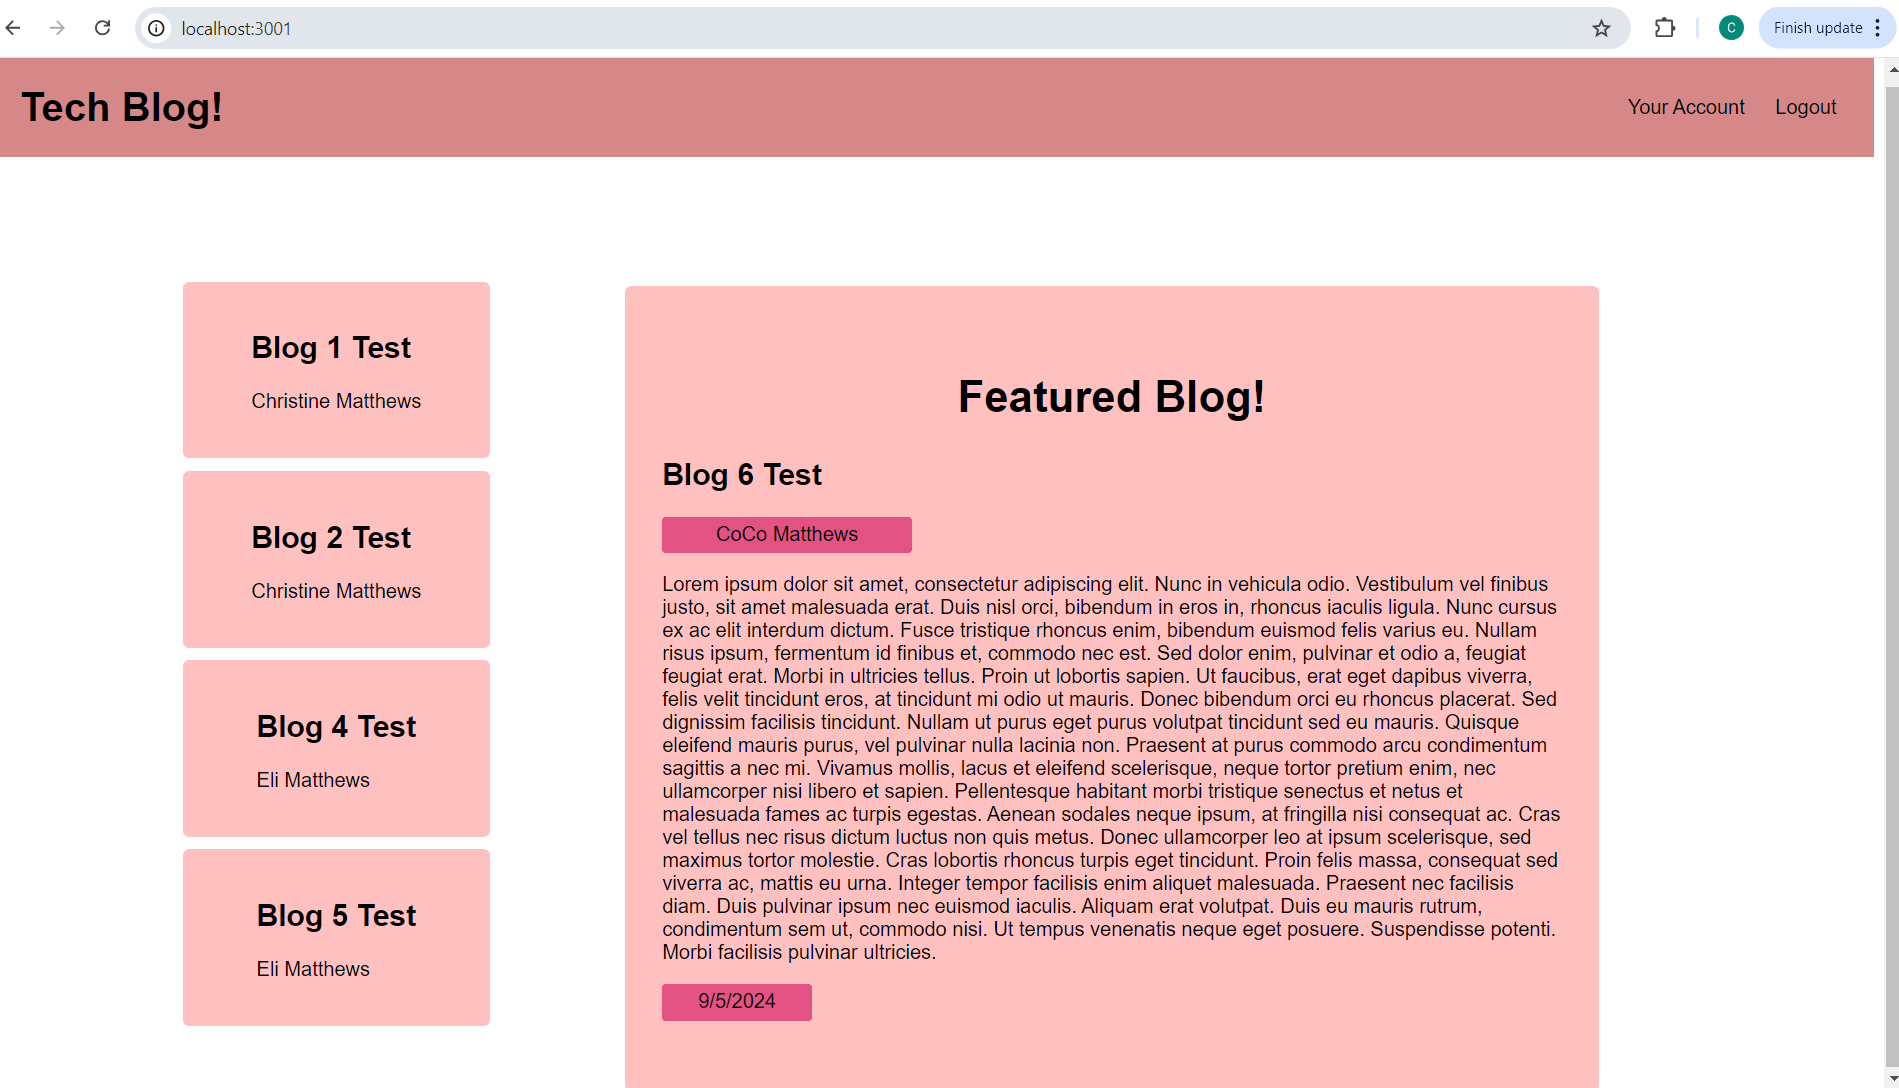 localhost:3001
C
Finish update
Tech Blog!
Your Account
Logout
Blog 1 Test
Christine Matthews
Blog 2 Test
Christine Matthews
Blog 4 Test
Eli Matthews
Blog 5 Test
Eli Matthews
Featured Blog!
Blog 6 Test
CoCo Matthews
Lorem ipsum dolor sit amet, consectetur adipiscing elit. Nunc in vehicula odio. Vestibulum vel finibus
justo, sit amet malesuada erat. Duis nisl orci, bibendum in eros in, rhoncus iaculis ligula. Nunc cursus
ex ac elit interdum dictum. Fusce tristique rhoncus enim, bibendum euismod felis varius eu. Nullam
risus ipsum, fermentum id finibus et, commodo nec est. Sed dolor enim, pulvinar et odio a, feugiat
feugiat erat. Morbi in ultricies tellus. Proin ut lobortis sapien. Ut faucibus, erat eget dapibus viverra,
felis velit tincidunt eros, at tincidunt mi odio ut mauris. Donec bibendum orci eu rhoncus placerat. Sed
dignissim facilisis tincidunt. Nullam ut purus eget purus volutpat tincidunt sed eu mauris. Quisque
eleifend mauris purus, vel pulvinar nulla lacinia non. Praesent at purus commodo arcu condimentum
sagittis a nec mi. Vivamus mollis, lacus et eleifend scelerisque, neque tortor pretium enim, nec
ullamcorper nisi libero et sapien. Pellentesque habitant morbi tristique senectus et netus et
malesuada fames ac turpis egestas. Aenean sodales neque ipsum, at fringilla nisi consequat ac. Cras
vel tellus nec risus dictum luctus non quis metus. Donec ullamcorper leo at ipsum scelerisque, sed
maximus tortor molestie. Cras lobortis rhoncus turpis eget tincidunt. Proin felis massa, consequat sed
viverra ac, mattis eu urna. Integer tempor facilisis enim aliquet malesuada. Praesent nec facilisis
diam. Duis pulvinar ipsum nec euismod iaculis. Aliquam erat volutpat. Duis eu mauris rutrum,
condimentum sem ut, commodo nisi. Ut tempus venenatis neque eget posuere. Suspendisse potenti.
Morbi facilisis pulvinar ultricies.
9/5/2024